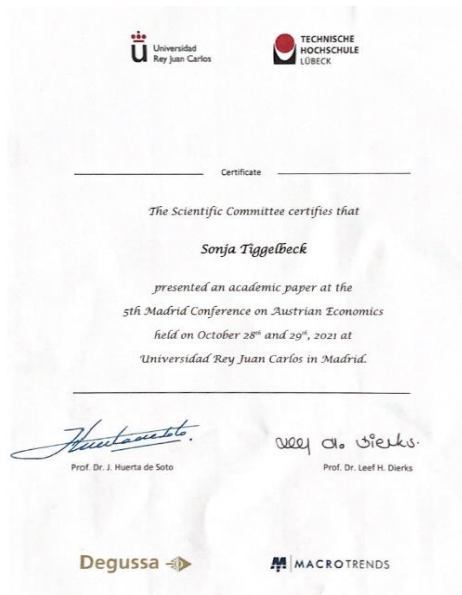 Universidad
Rey Juan Carlos
TECHNISCHE
HOCHSCHULE
LÜBECK
Certificate
The Scientific Committee certifies that
Sonja Tiggelbeck
presented an academic paper at the
5th Madrid Conference on Austrian Economics
held on October 28th and 29th, 2021 at
Universidad Rey Juan Carlos in Madrid.
Prof. Dr. J. Huerta de Soto
Prof. Dr. Leef H. Dierks
Degussa
MACROTRENDS